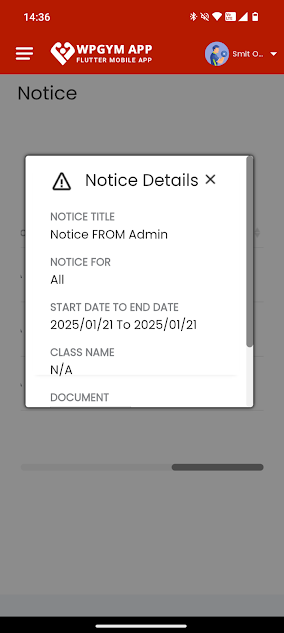 14:36
WPGYM APP
FLUTTER MOBILE APP
Smit O...
Notice
Notice Details
NOTICE TITLE
Notice FROM Admin
NOTICE FOR
All
START DATE TO END DATE
2025/01/21 To 2025/01/21
CLASS NAME
N/A
DOCUMENT